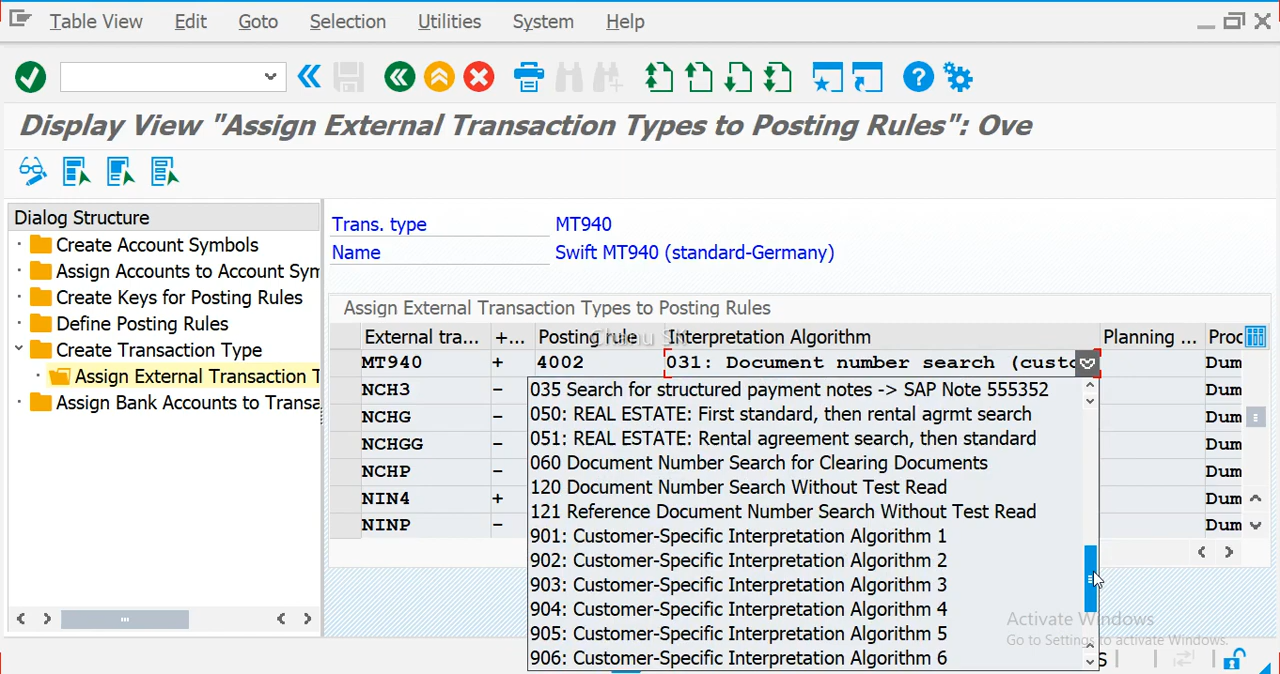 Table View Edit Goto Selection Utilities System Help
Display View "Assign External Transaction Types to Posting Rules": Ove
Dialog Structure
Create Account Symbols
Assign Accounts to Account Sym
Create Keys for Posting Rules
Define Posting Rules
Create Transaction Type
Assign External Transaction T
Assign Bank Accounts to Transa
Trans. type MT940
Name Swift MT940 (standard-Germany)
Assign External Transaction Types to Posting Rules
External tra... +... Posting rule Interpretation Algorithm Planning ... Proc
MT940 + 4002 031: Document number search (custo Dum
NCH3 - Dum
NCHG - Dum
NCHGG - Dum
NCHP - Dum
NIN4 + Dum
NINP - Dum
035 Search for structured payment notes -> SAP Note 555352
050: REAL ESTATE: First standard, then rental agrmt search
051: REAL ESTATE: Rental agreement search, then standard
060 Document Number Search for Clearing Documents
120 Document Number Search Without Test Read
121 Reference Document Number Search Without Test Read
901: Customer-Specific Interpretation Algorithm 1
902: Customer-Specific Interpretation Algorithm 2
903: Customer-Specific Interpretation Algorithm 3
904: Customer-Specific Interpretation Algorithm 4
905: Customer-Specific Interpretation Algorithm 5
906: Customer-Specific Interpretation Algorithm 6
Activate Windows
Go to Settings to activate Windows.
S